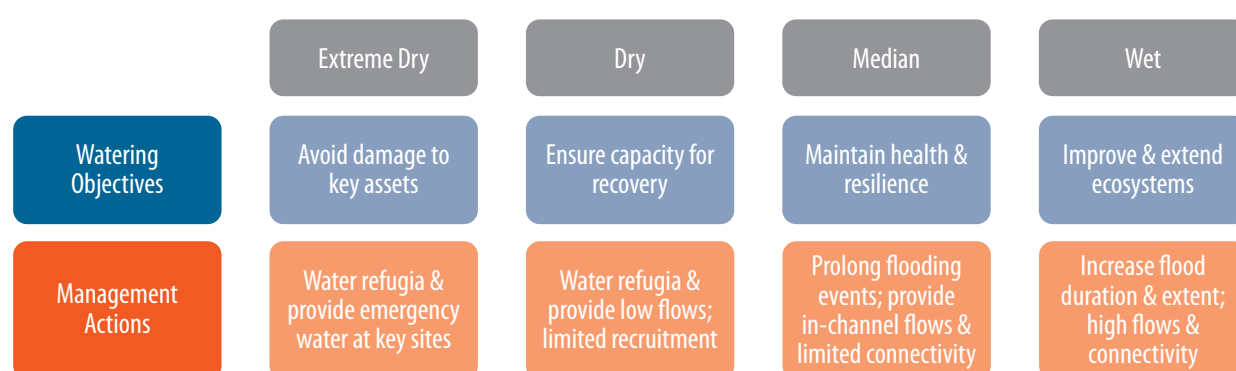 Extreme Dry
Dry
Median
Wet
Watering
Objectives
Avoid damage to
key assets
Ensure capacity for
recovery
Maintain health &
resilience
Improve & extend
ecosystems
Management
Actions
Water refugia &
provide emergency
water at key sites
Water refugia &
provide low flows;
limited recruitment
Prolong flooding
events; provide
in-channel flows &
limited connectivity
Increase flood
duration & extent;
high flows &
connectivity